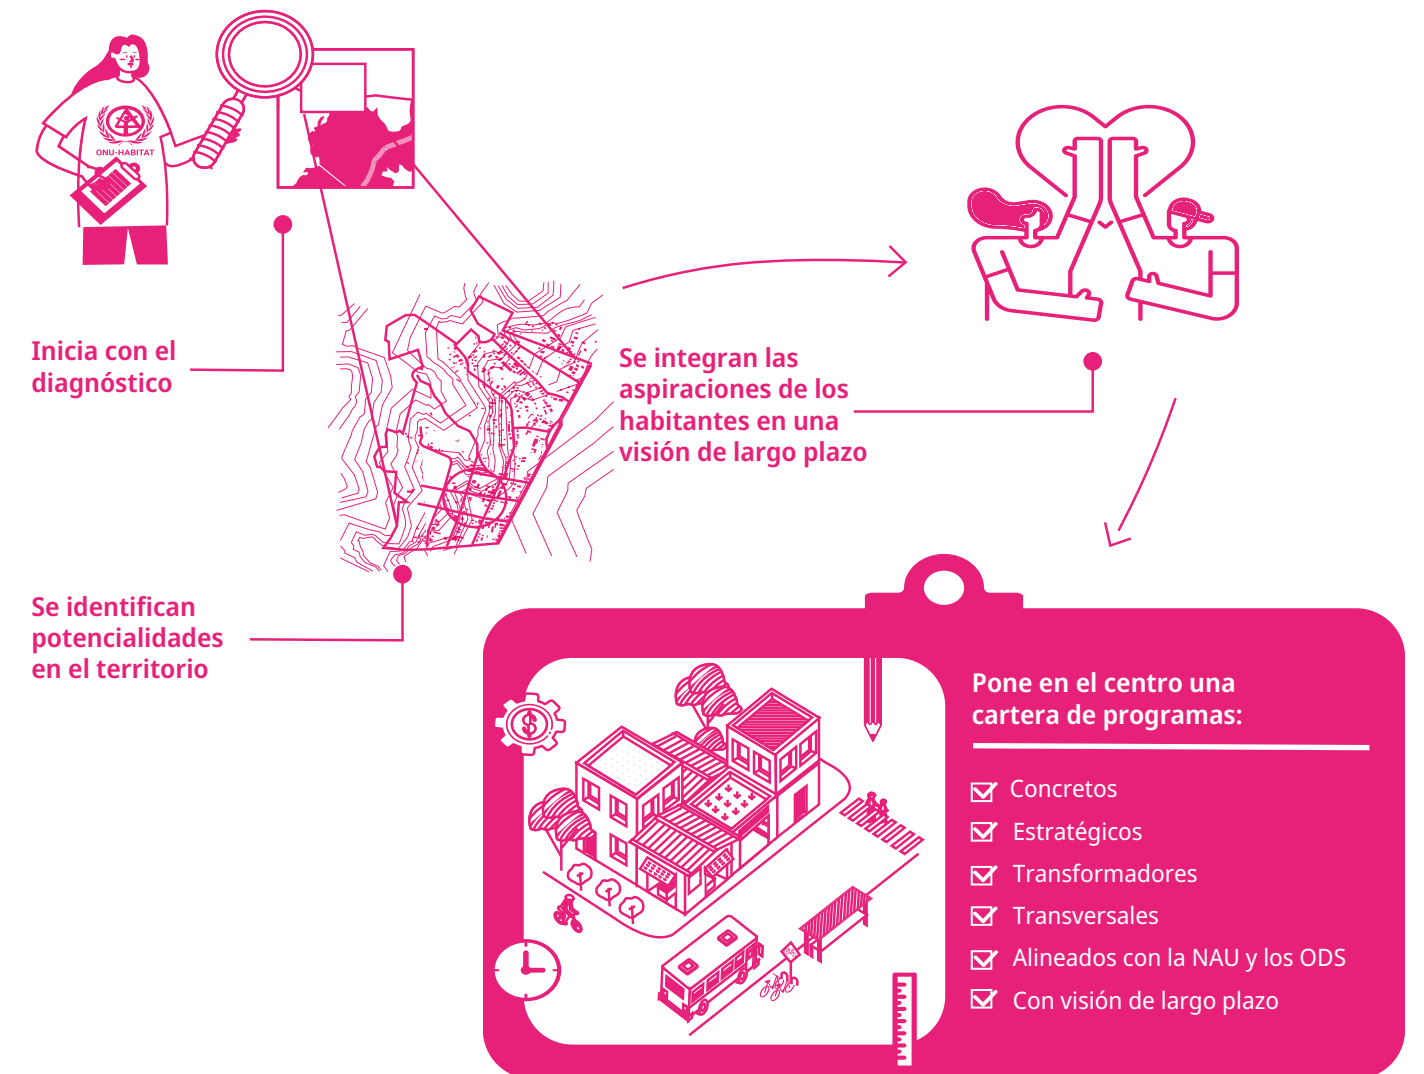 ONU-HABITAT
Inicia con el
diagnóstico
Se identifican
potencialidades
en el territorio
Se integran las
aspiraciones de los
habitantes en una
visión de largo plazo
Pone en el centro una
cartera de programas:
Concretos
Estratégicos
Transformadores
Transversales
Alineados con la NAU y los ODS
Con visión de largo plazo
$